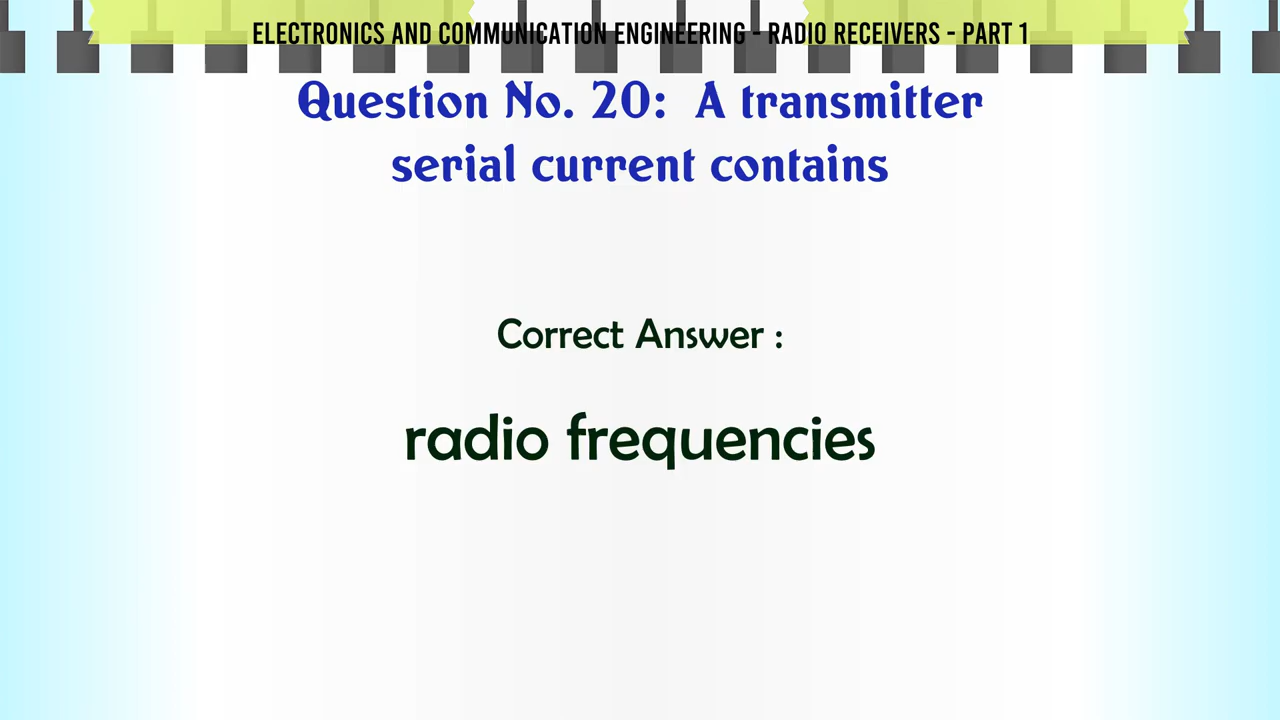 ELECTRONICS AND COMMUNICATION ENGINEERING - RADIO RECEIVERS - PART 1
Question No. 20: A transmitter
serial current contains
Correct Answer :
radio frequencies